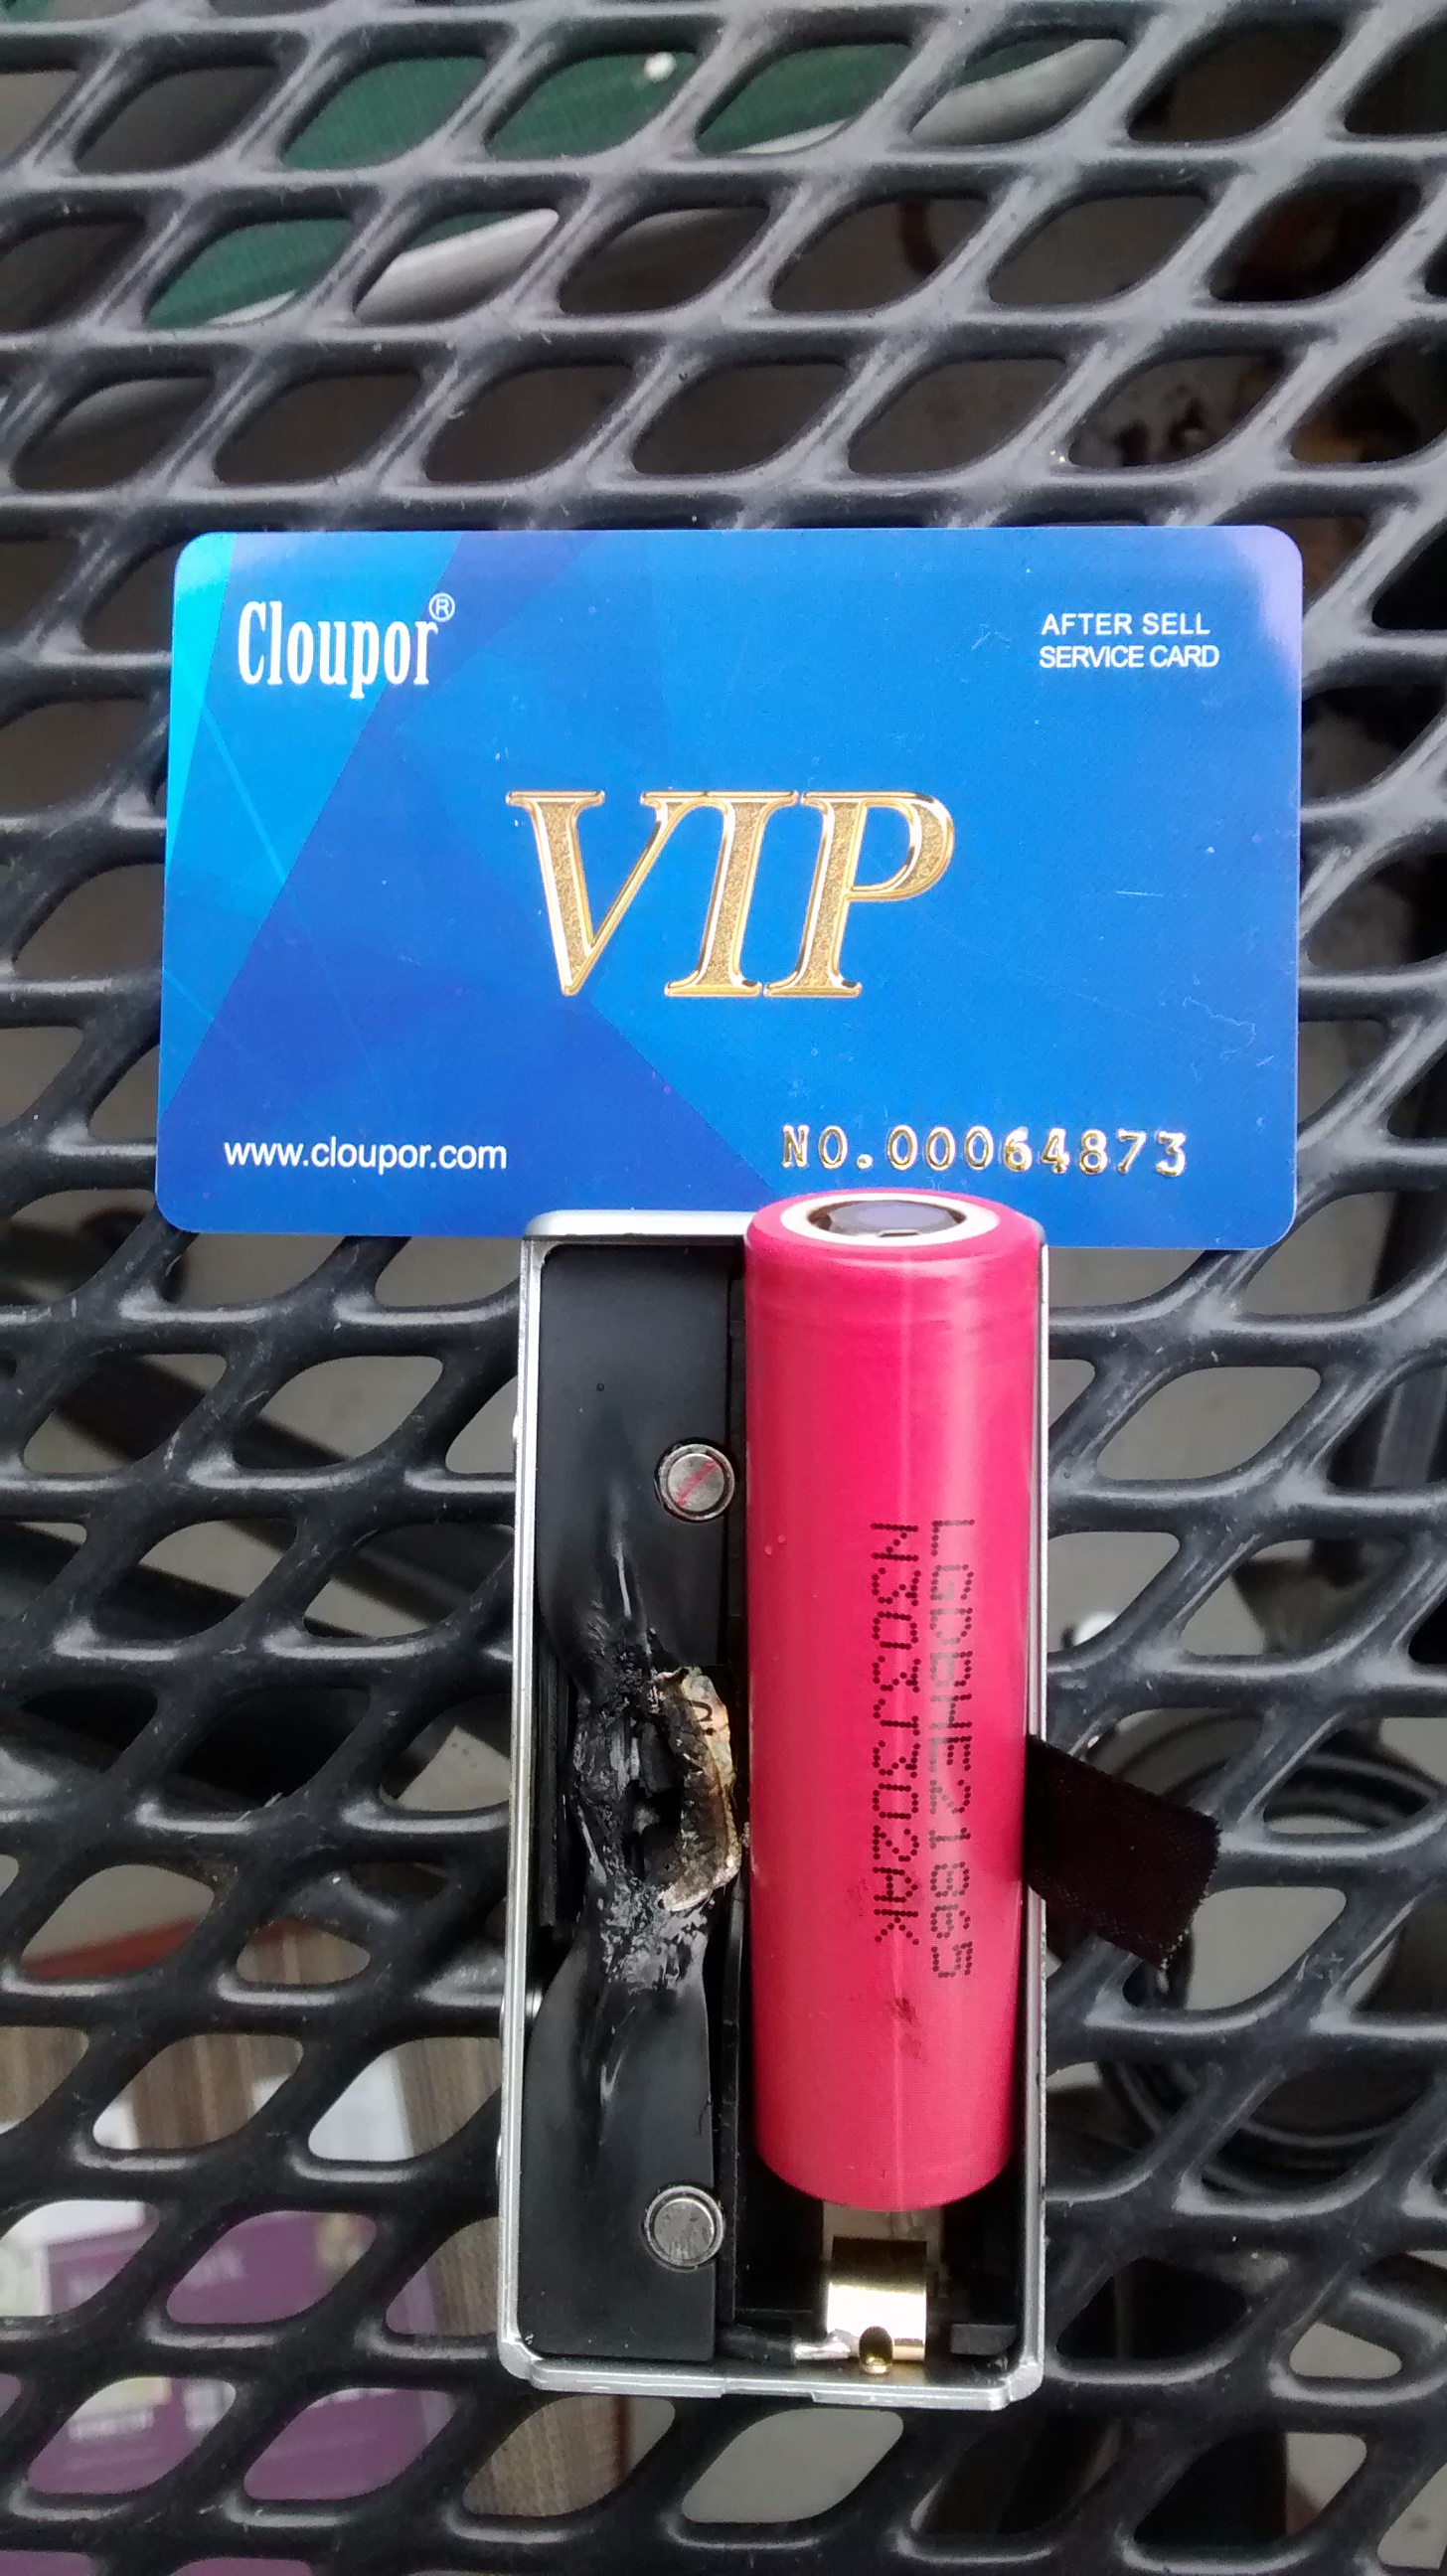 Cloupor®
AFTER SELL
SERVICE CARD
VIP
www.cloupor.com
NO.00064873
LGDBHE21865
N303J302AK